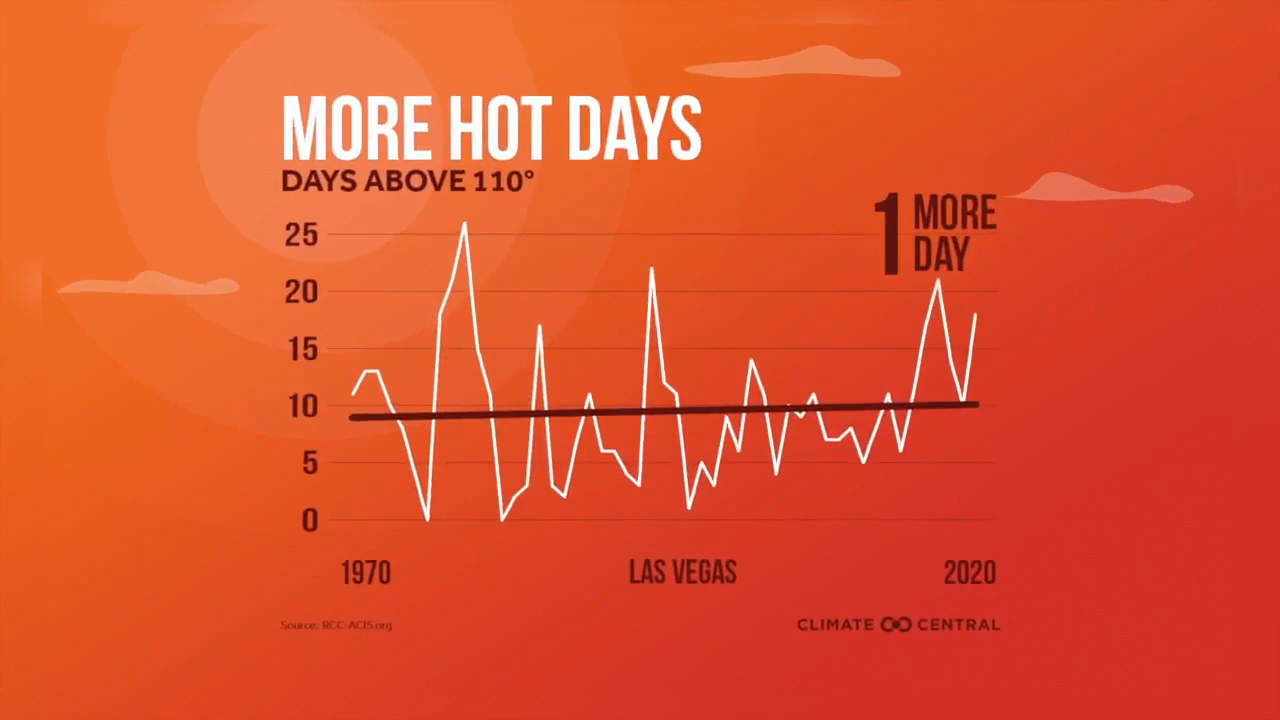 MORE HOT DAYS
DAYS ABOVE 110°
1 MORE
DAY
25
20
15
10
5
0
1970
LAS VEGAS
2020
Source: RCC-ACIS.org
CLIMATE CENTRAL